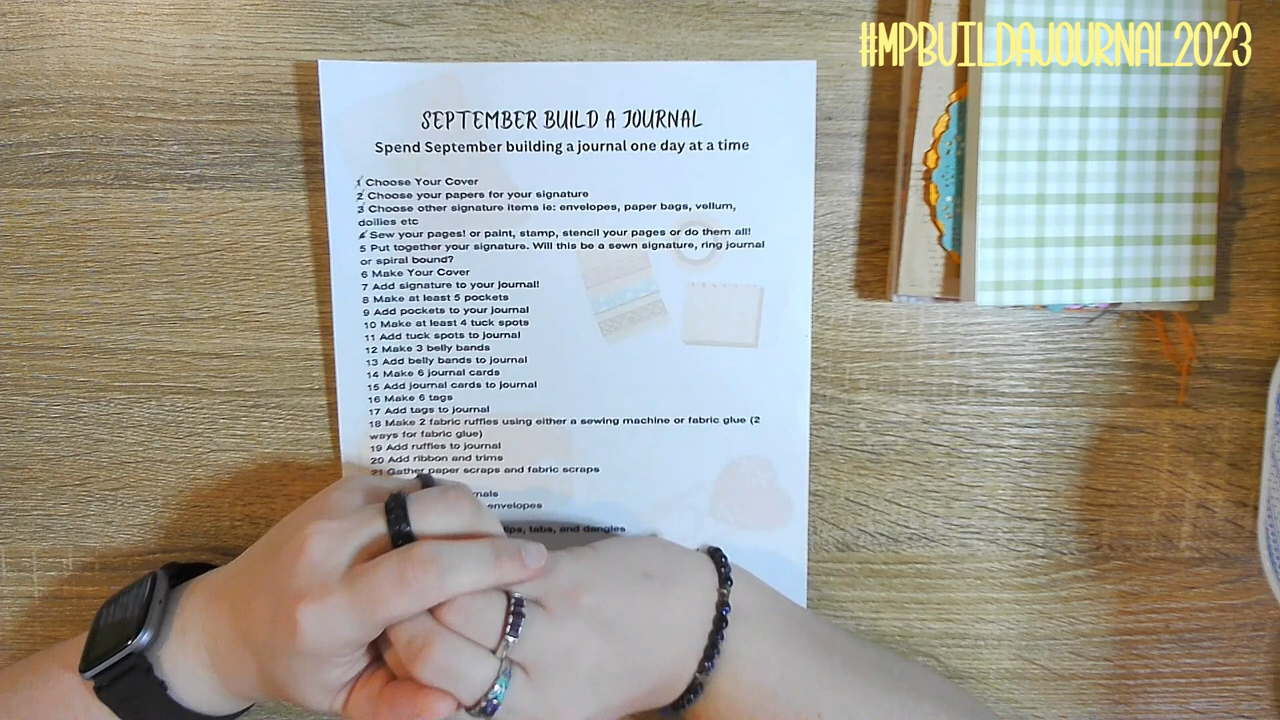 #MPBUILDAJOURNAL2023
SEPTEMBER BUILD A JOURNAL
Spend September building a journal one day at a time
1 Choose Your Cover
2 Choose your papers for your signature
3 Choose other signature items ie: envelopes, paper bags, vellum,
doilies etc
4 Sew your pages! or paint, stamp, stencil your pages or do them all!
5 Put together your signature. Will this be a sewn signature, ring journal
or spiral bound?
6 Make Your Cover
7 Add signature to your journal!
8 Make at least 5 pockets
9 Add pockets to your journal
10 Make at least 4 tuck spots
11 Add tuck spots to journal
12 Make 3 belly bands
13 Add belly bands to journal
14 Make 6 journal cards
15 Add journal cards to journal
16 Make 6 tags
17 Add tags to journal
18 Make 2 fabric ruffles using either a sewing machine or fabric glue (2
ways for fabric glue)
19 Add ruffles to journal
20 Add ribbon and trims
21 Gather paper scraps and fabric scraps
envelopes
tabs, and dangles